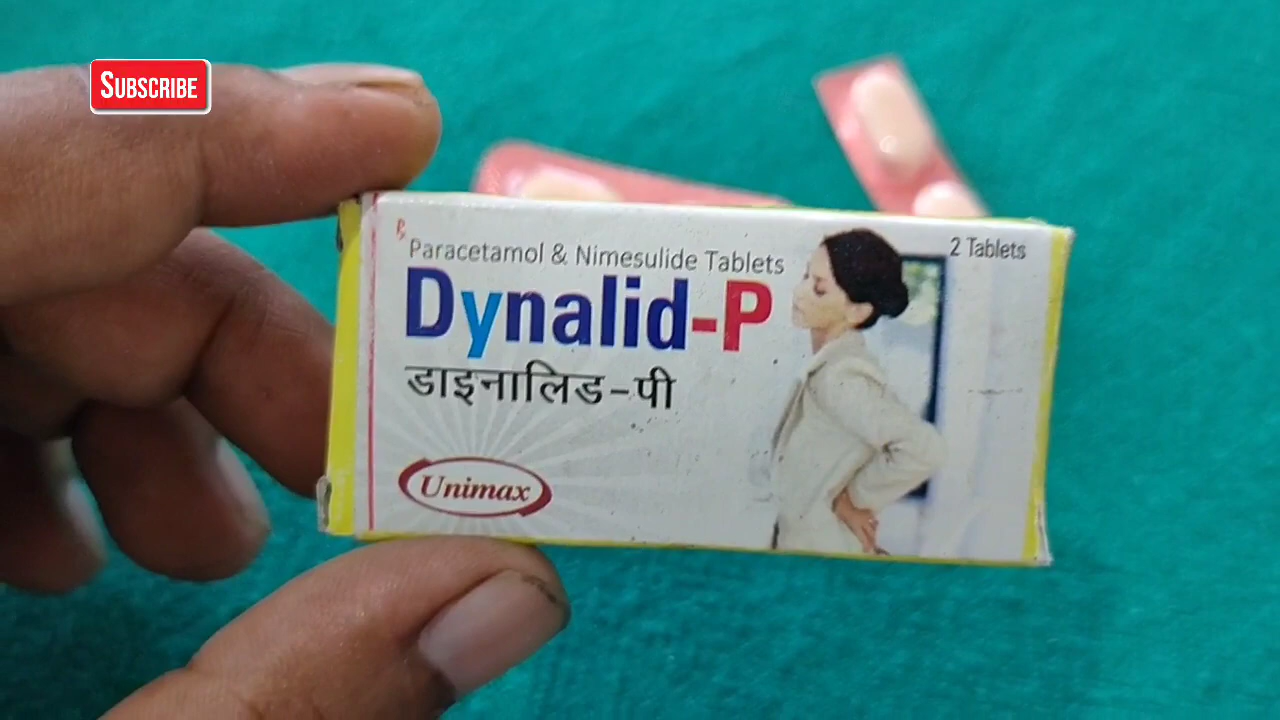 SUBSCRIBE
℞
Paracetamol & Nimesulide Tablets
2 Tablets
Dynalid-P
डाइनालिड-पी
Unimax